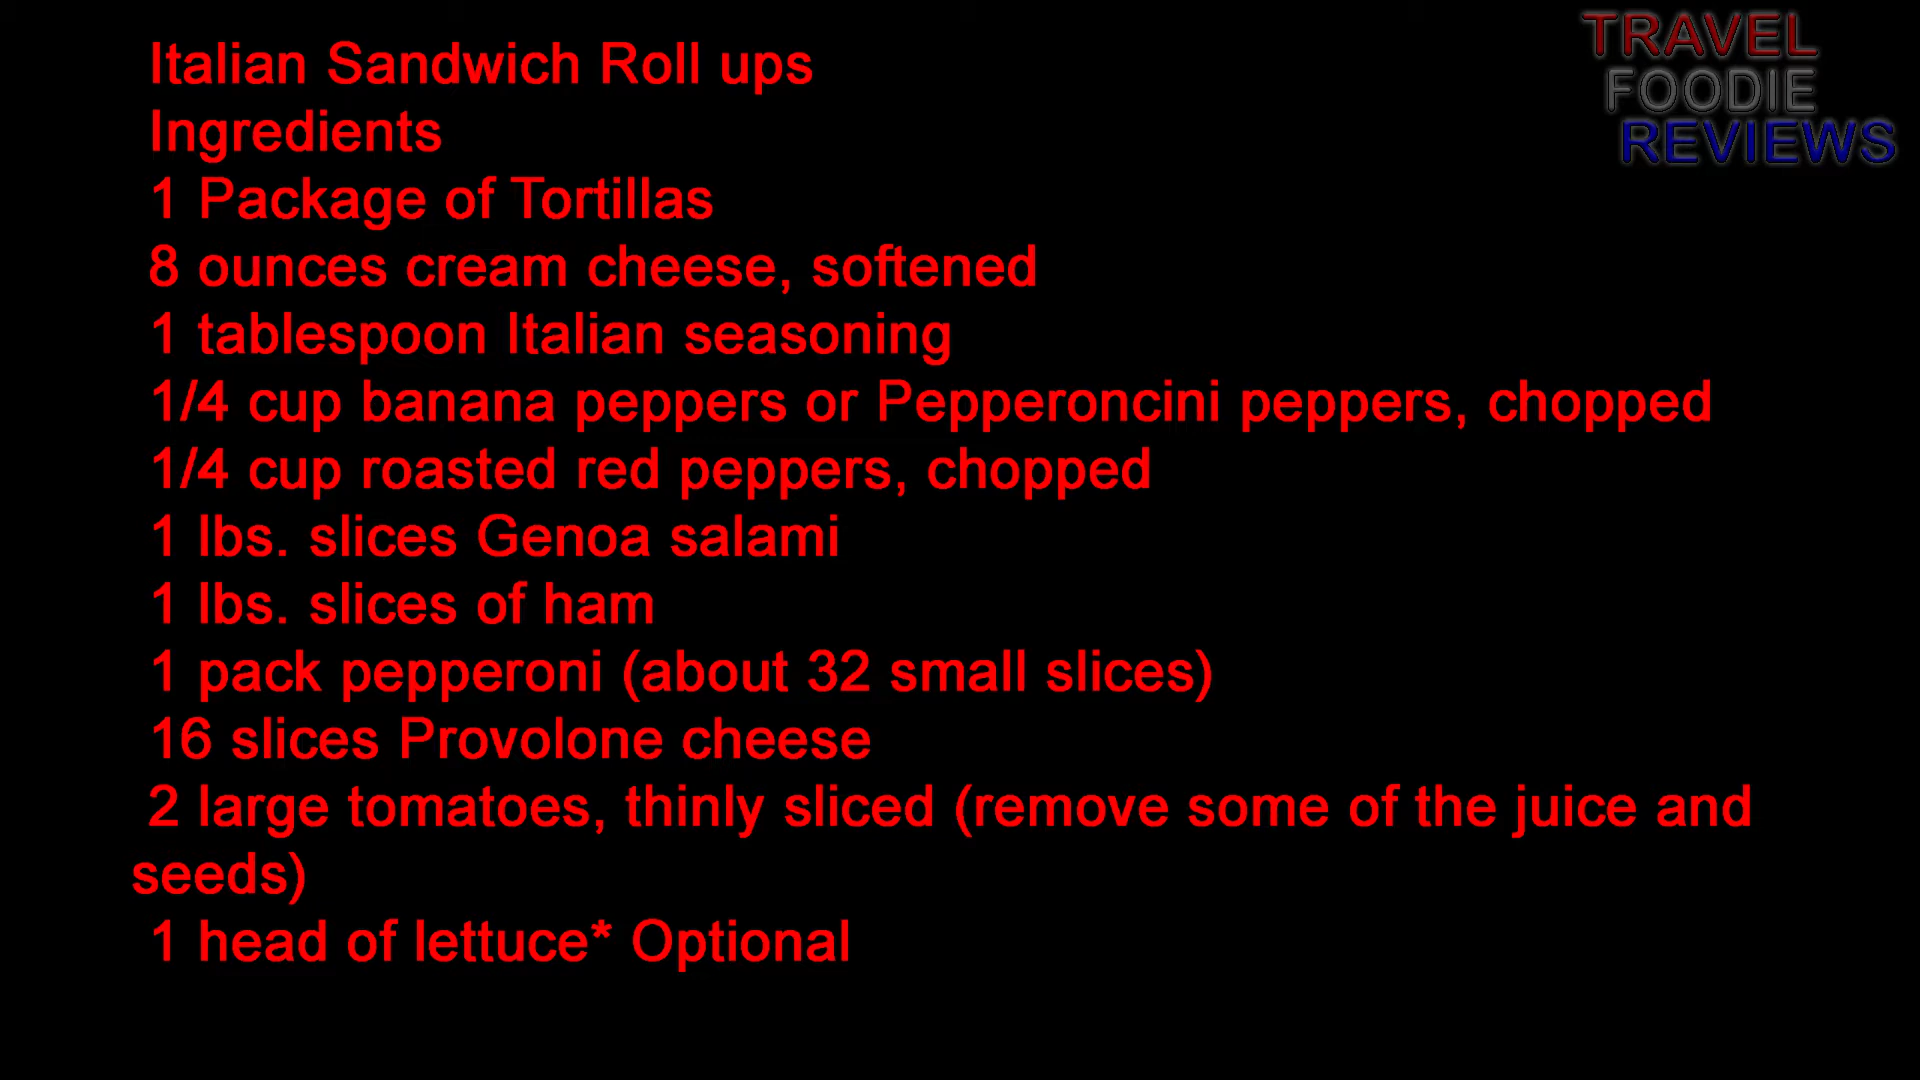 Italian Sandwich Roll ups
Ingredients
1 Package of Tortillas
8 ounces cream cheese, softened
1 tablespoon Italian seasoning
1/4 cup banana peppers or Pepperoncini peppers, chopped
1/4 cup roasted red peppers, chopped
1 lbs. slices Genoa salami
1 lbs. slices of ham
1 pack pepperoni (about 32 small slices)
16 slices Provolone cheese
2 large tomatoes, thinly sliced (remove some of the juice and
seeds)
1 head of lettuce* Optional
TRAVEL
FOODIE
REVIEWS